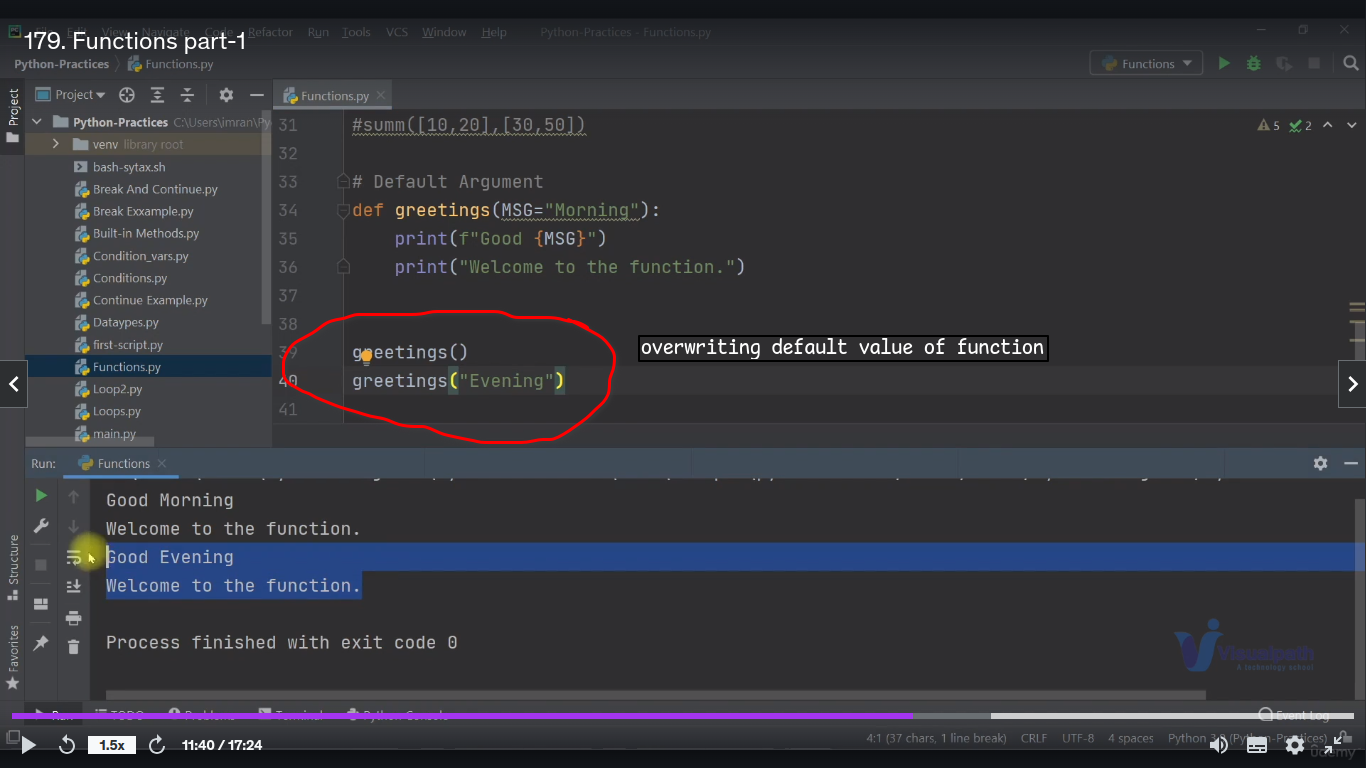 179. Functions part-1
View Navigate Code Refactor Run Tools VCS Window Help Python-Practices - Functions.py
Python-Practices Functions.py
Functions
Project
Project
Functions.py
Python-Practices C:\Users\imran\Py
venv library root
bash-sytax.sh
Break And Continue.py
Break Exxample.py
Built-in Methods.py
Condition_vars.py
Conditions.py
Continue Example.py
Dataypes.py
first-script.py
Functions.py
Loop2.py
Loops.py
main.py
31 #summ([10,20],[30,50])
32
33 # Default Argument
34 def greetings(MSG="Morning"):
35 print(f"Good {MSG}")
36 print("Welcome to the function.")
37
38
39 greetings()
40 greetings("Evening")
41
5 2
overwriting default value of function
Run: Functions
Good Morning
Welcome to the function.
Good Evening
Welcome to the function.
Process finished with exit code 0
Structure
Favorites
Visualpath
A technology school
Run TODO Problems Terminal Python Console Event Log
4:1 (37 chars, 1 line break) CRLF UTF-8 4 spaces
1.5x 11:40 / 17:24
udemy